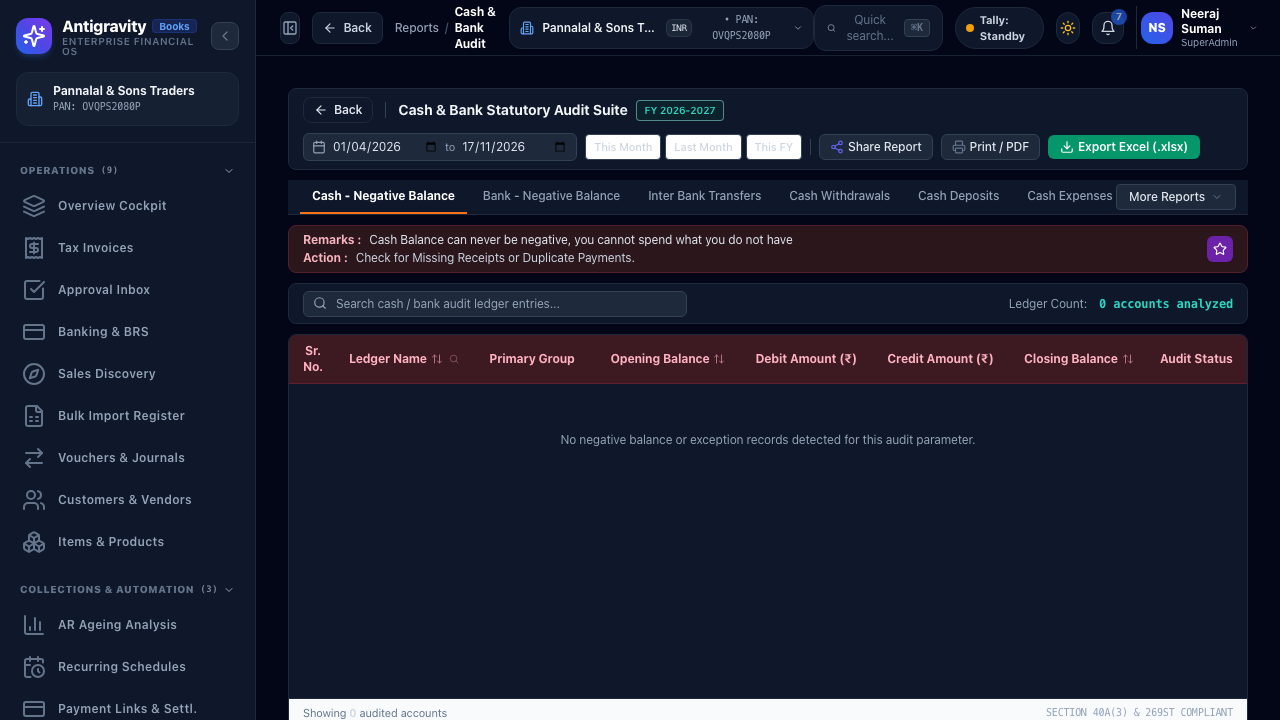 Antigravity Books
ENTERPRISE FINANCIAL OS
Pannalal & Sons Traders
PAN: OVQPS2080P
OPERATIONS (9)
Overview Cockpit
Tax Invoices
Approval Inbox
Banking & BRS
Sales Discovery
Bulk Import Register
Vouchers & Journals
Customers & Vendors
Items & Products
COLLECTIONS & AUTOMATION (3)
AR Ageing Analysis
Recurring Schedules
Payment Links & Settl.
Back
Reports / Cash & Bank Audit
Pannalal & Sons T... INR • PAN: OVQPS2080P
Quick search... ⌘K
Tally: Standby
7
NS
Neeraj Suman
SuperAdmin
Back
Cash & Bank Statutory Audit Suite
FY 2026-2027
01/04/2026 to 17/11/2026
This Month
Last Month
This FY
Share Report
Print / PDF
Export Excel (.xlsx)
Cash - Negative Balance
Bank - Negative Balance
Inter Bank Transfers
Cash Withdrawals
Cash Deposits
Cash Expenses
More Reports
Remarks : Cash Balance can never be negative, you cannot spend what you do not have
Action : Check for Missing Receipts or Duplicate Payments.
Search cash / bank audit ledger entries...
Ledger Count: 0 accounts analyzed
Sr. No.
Ledger Name
Primary Group
Opening Balance
Debit Amount (₹)
Credit Amount (₹)
Closing Balance
Audit Status
No negative balance or exception records detected for this audit parameter.
Showing 0 audited accounts
SECTION 40A(3) & 269ST COMPLIANT